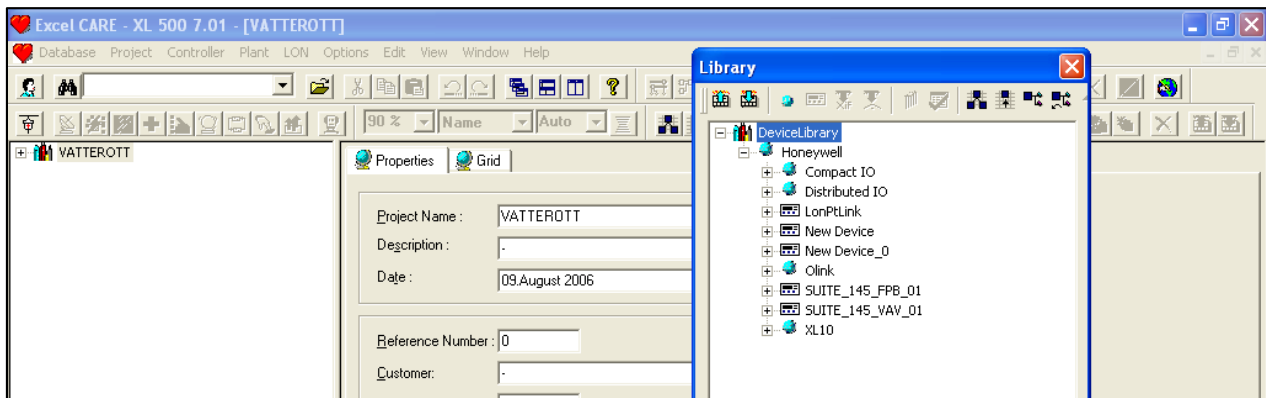 Excel CARE - XL 500 7.01 - [VATTEROTT]
Database Project Controller Plant LON Options Edit View Window Help
90 % Name Auto
VATTEROTT
Properties Grid
Project Name : VATTEROTT
Description : -
Date : 09.August 2006
Reference Number : 0
Customer: -
Library
DeviceLibrary
Honeywell
Compact IO
Distributed IO
LonPtLink
New Device
New Device_0
Olink
SUITE_145_FPB_01
SUITE_145_VAV_01
XL10